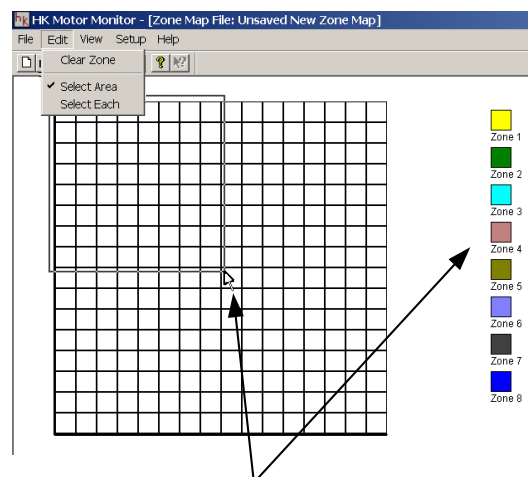 hk HK Motor Monitor - [Zone Map File: Unsaved New Zone Map]
File Edit View Setup Help
Clear Zone
Select Area
Select Each
Zone 1
Zone 2
Zone 3
Zone 4
Zone 5
Zone 6
Zone 7
Zone 8